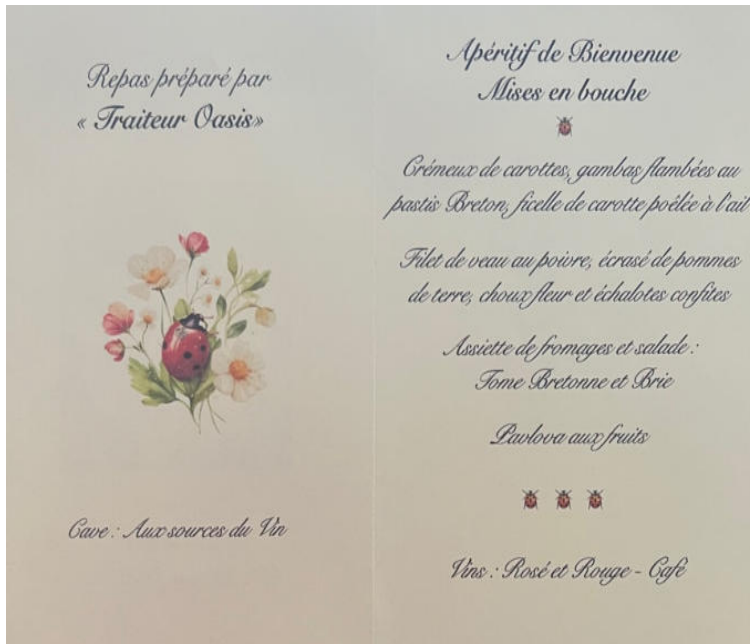 Repas préparé par
« Traiteur Oasis»
Cave : Aux sources du Vin
Apéritif de Bienvenue
Mises en bouche
Crémeux de carottes, gambas flambées au
pastis Breton, ficelle de carotte poêlée à l'ail
Filet de veau au poivre, écrasé de pommes
de terre, choux fleur et échalotes confites
Assiette de fromages et salade :
Tome Bretonne et Brie
Pavlova aux fruits
Vins : Rosé et Rouge - Café